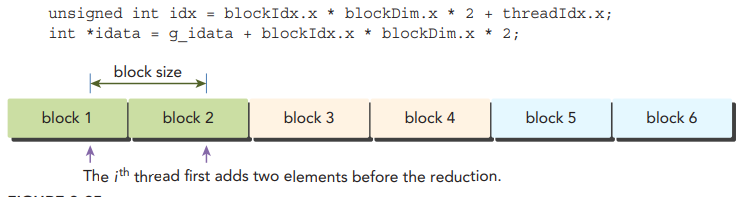 unsigned int idx = blockIdx.x * blockDim.x * 2 + threadIdx.x;
int *idata = g_idata + blockIdx.x * blockDim.x * 2;
block size
block 1 block 2 block 3 block 4 block 5 block 6
The ith thread first adds two elements before the reduction.